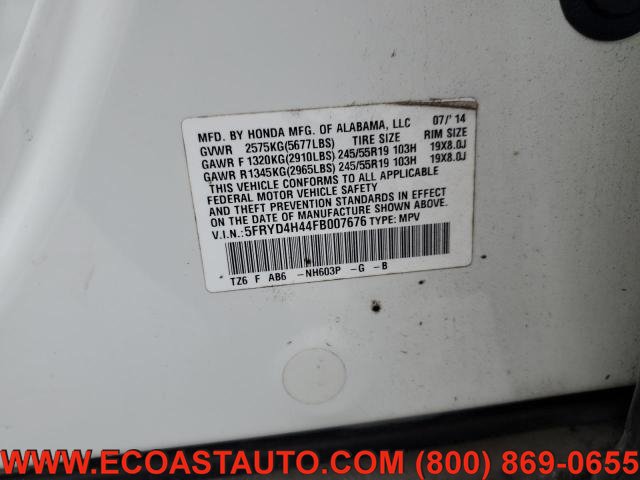 MFD. BY HONDA MFG. OF ALABAMA, LLC 07/'14
GVWR 2575KG(5677LBS) TIRE SIZE RIM SIZE
GAWR F1320KG(2910LBS) 245/55R19 103H 19X8.0J
GAWR R1345KG(2965LBS) 245/55R19 103H 19X8.0J
THIS VEHICLE CONFORMS TO ALL APPLICABLE
FEDERAL MOTOR VEHICLE SAFETY
AND THEFT PREVENTION STANDARDS IN EFFECT
ON THE DATE OF MANUFACTURE SHOWN ABOVE.
V.I.N.:5FRYD4H44FB007676 TYPE: MPV
TZ6 F AB6 -NH603P -G -B
WWW.ECOASTAUTO.COM (800) 869-0655